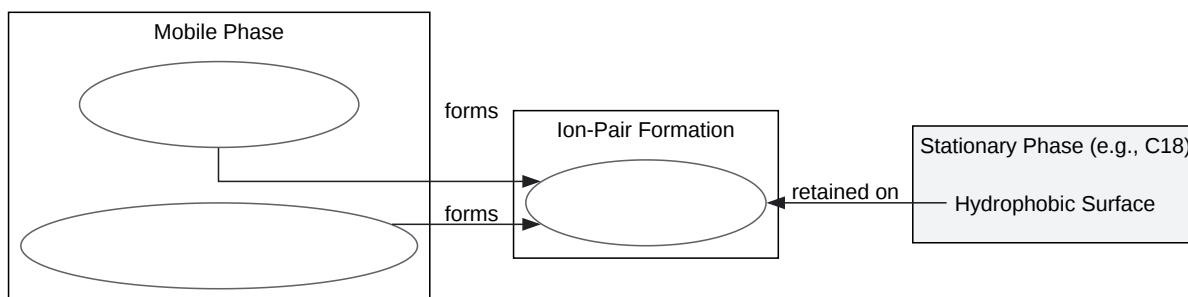 Mobile Phase
forms
Ion-Pair Formation
Stationary Phase (e.g., C18)
retained on
Hydrophobic Surface
forms